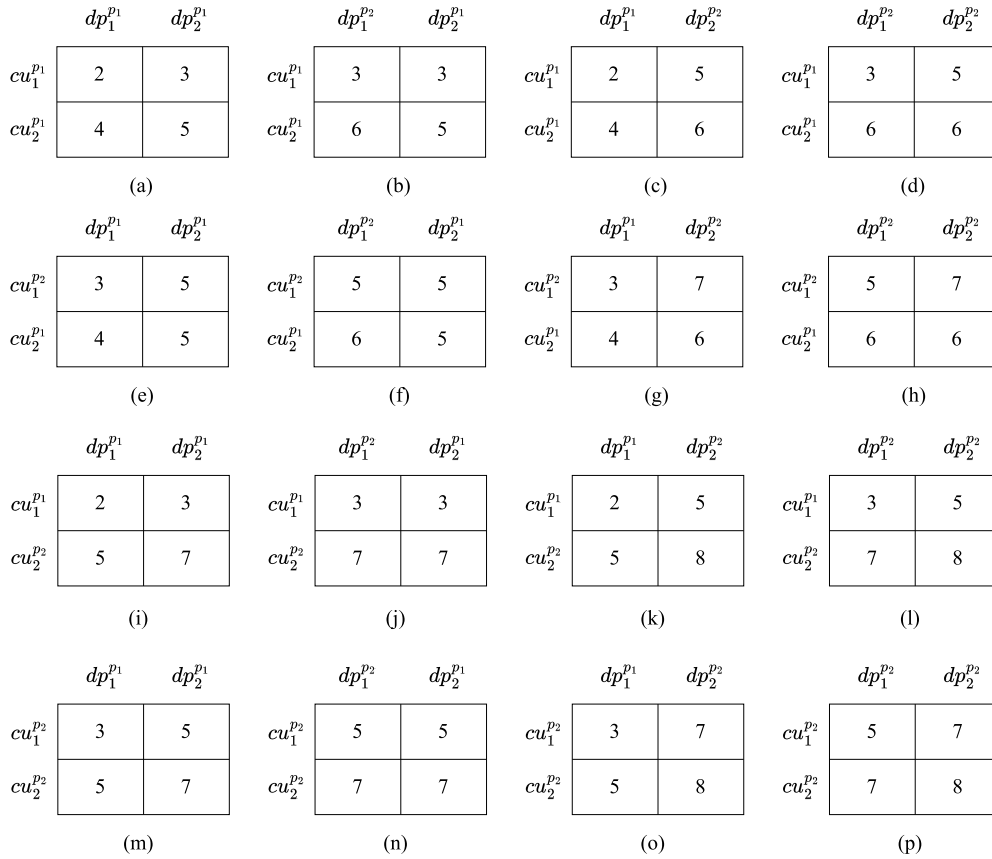 $dp_1^{p_1}$ $dp_2^{p_1}$ $dp_1^{p_2}$ $dp_2^{p_1}$ $dp_1^{p_1}$ $dp_2^{p_2}$ $dp_1^{p_2}$ $dp_2^{p_2}$
$cu_1^{p_1}$ 2 3 $cu_1^{p_1}$ 3 3 $cu_1^{p_1}$ 2 5 $cu_1^{p_1}$ 3 5
$cu_2^{p_1}$ 4 5 $cu_2^{p_1}$ 6 5 $cu_2^{p_1}$ 4 6 $cu_2^{p_1}$ 6 6
(a) (b) (c) (d)
$dp_1^{p_1}$ $dp_2^{p_1}$ $dp_1^{p_2}$ $dp_2^{p_1}$ $dp_1^{p_1}$ $dp_2^{p_2}$ $dp_1^{p_2}$ $dp_2^{p_2}$
$cu_1^{p_2}$ 3 5 $cu_1^{p_2}$ 5 5 $cu_1^{p_2}$ 3 7 $cu_1^{p_2}$ 5 7
$cu_2^{p_1}$ 4 5 $cu_2^{p_1}$ 6 5 $cu_2^{p_1}$ 4 6 $cu_2^{p_1}$ 6 6
(e) (f) (g) (h)
$dp_1^{p_1}$ $dp_2^{p_1}$ $dp_1^{p_2}$ $dp_2^{p_1}$ $dp_1^{p_1}$ $dp_2^{p_2}$ $dp_1^{p_2}$ $dp_2^{p_2}$
$cu_1^{p_1}$ 2 3 $cu_1^{p_1}$ 3 3 $cu_1^{p_1}$ 2 5 $cu_1^{p_1}$ 3 5
$cu_2^{p_2}$ 5 7 $cu_2^{p_2}$ 7 7 $cu_2^{p_2}$ 5 8 $cu_2^{p_2}$ 7 8
(i) (j) (k) (l)
$dp_1^{p_1}$ $dp_2^{p_1}$ $dp_1^{p_2}$ $dp_2^{p_1}$ $dp_1^{p_1}$ $dp_2^{p_2}$ $dp_1^{p_2}$ $dp_2^{p_2}$
$cu_1^{p_2}$ 3 5 $cu_1^{p_2}$ 5 5 $cu_1^{p_2}$ 3 7 $cu_1^{p_2}$ 5 7
$cu_2^{p_2}$ 5 7 $cu_2^{p_2}$ 7 7 $cu_2^{p_2}$ 5 8 $cu_2^{p_2}$ 7 8
(m) (n) (o) (p)